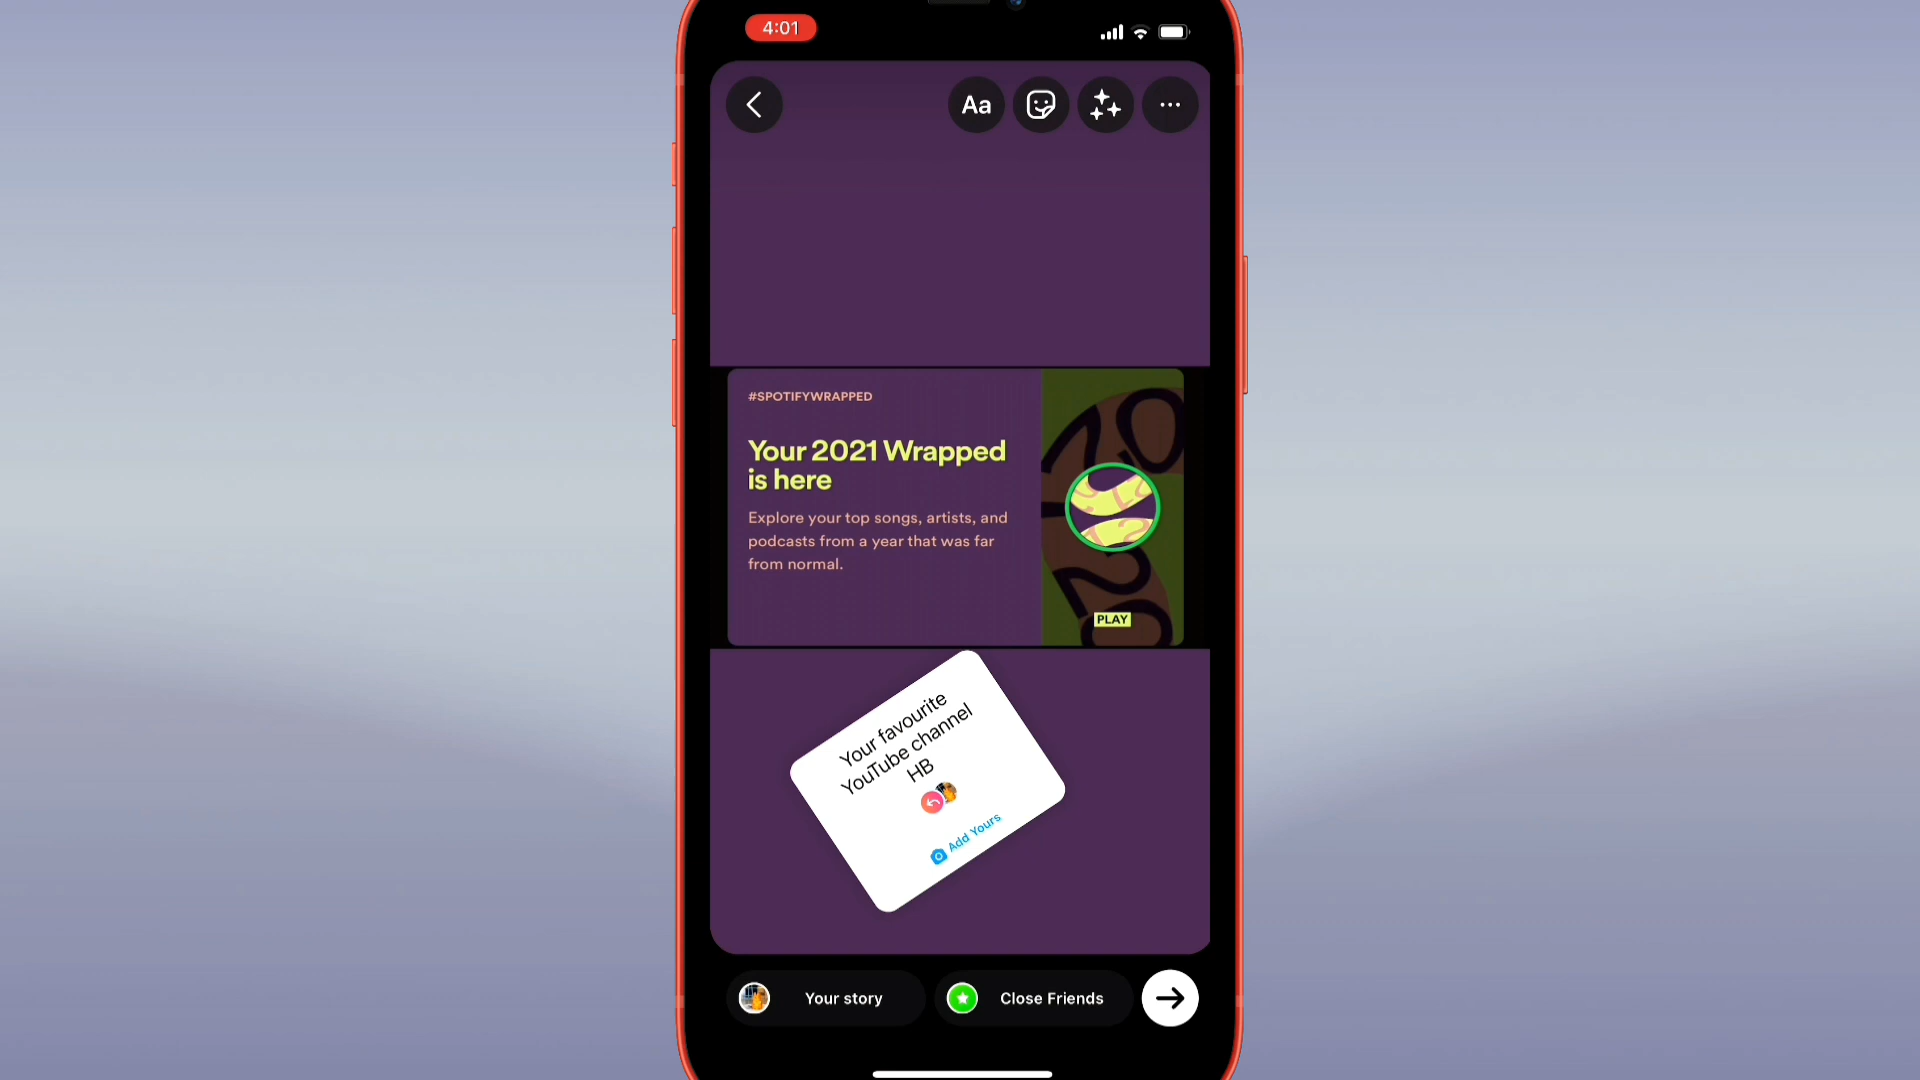 4:01
Aa
#SPOTIFYWRAPPED
Your 2021 Wrapped
is here
Explore your top songs, artists, and
podcasts from a year that was far
from normal.
PLAY
Your favourite
YouTube channel
HB
Add Yours
Your story
Close Friends